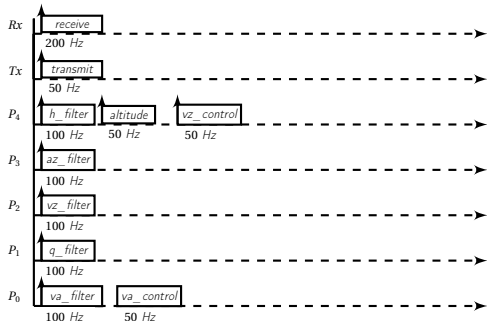 Rx receive
200 Hz
Tx transmit
50 Hz
P4 h_filter altitude vz_control
100 Hz 50 Hz 50 Hz
P3 az_filter
100 Hz
P2 vz_filter
100 Hz
P1 q_filter
100 Hz
P0 va_filter va_control
100 Hz 50 Hz